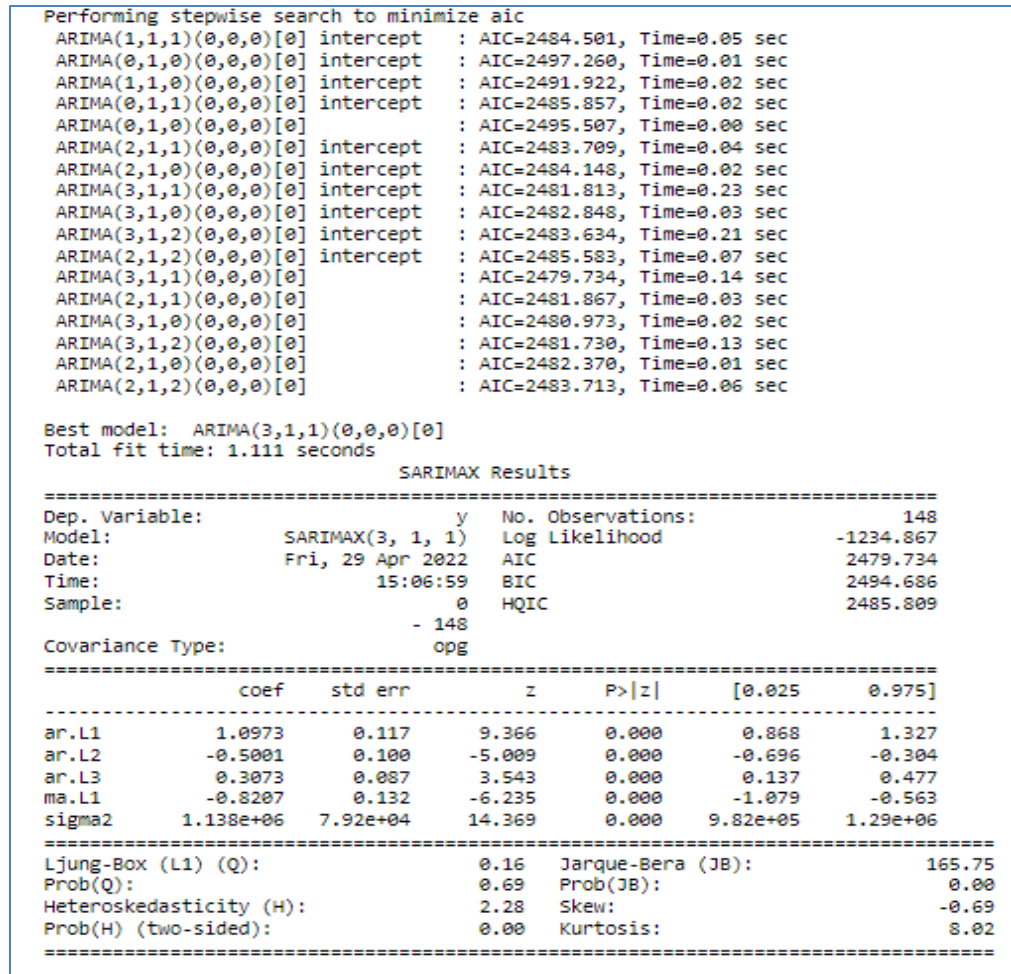 Performing stepwise search to minimize aic
ARIMA(1,1,1)(0,0,0)[0] intercept : AIC=2484.501, Time=0.05 sec
ARIMA(0,1,0)(0,0,0)[0] intercept : AIC=2497.260, Time=0.01 sec
ARIMA(1,1,0)(0,0,0)[0] intercept : AIC=2491.922, Time=0.02 sec
ARIMA(0,1,1)(0,0,0)[0] intercept : AIC=2485.857, Time=0.02 sec
ARIMA(0,1,0)(0,0,0)[0] : AIC=2495.507, Time=0.00 sec
ARIMA(2,1,1)(0,0,0)[0] intercept : AIC=2483.709, Time=0.04 sec
ARIMA(2,1,0)(0,0,0)[0] intercept : AIC=2484.148, Time=0.02 sec
ARIMA(3,1,1)(0,0,0)[0] intercept : AIC=2481.813, Time=0.23 sec
ARIMA(3,1,0)(0,0,0)[0] intercept : AIC=2482.848, Time=0.03 sec
ARIMA(3,1,2)(0,0,0)[0] intercept : AIC=2483.634, Time=0.21 sec
ARIMA(2,1,2)(0,0,0)[0] intercept : AIC=2485.583, Time=0.07 sec
ARIMA(3,1,1)(0,0,0)[0] : AIC=2479.734, Time=0.14 sec
ARIMA(2,1,1)(0,0,0)[0] : AIC=2481.867, Time=0.03 sec
ARIMA(3,1,0)(0,0,0)[0] : AIC=2480.973, Time=0.02 sec
ARIMA(3,1,2)(0,0,0)[0] : AIC=2481.730, Time=0.13 sec
ARIMA(2,1,0)(0,0,0)[0] : AIC=2482.370, Time=0.01 sec
ARIMA(2,1,2)(0,0,0)[0] : AIC=2483.713, Time=0.06 sec
Best model: ARIMA(3,1,1)(0,0,0)[0]
Total fit time: 1.111 seconds
SARIMAX Results
Dep. Variable: y No. Observations: 148
Model: SARIMAX(3, 1, 1) Log Likelihood -1234.867
Date: Fri, 29 Apr 2022 AIC 2479.734
Time: 15:06:59 BIC 2494.686
Sample: 0 HQIC 2485.809
- 148
Covariance Type: opg
coef std err z P>|z| [0.025 0.975]
ar.L1 1.0973 0.117 9.366 0.000 0.868 1.327
ar.L2 -0.5001 0.100 -5.009 0.000 -0.696 -0.304
ar.L3 0.3073 0.087 3.543 0.000 0.137 0.477
ma.L1 -0.8207 0.132 -6.235 0.000 -1.079 -0.563
sigma2 1.138e+06 7.92e+04 14.369 0.000 9.82e+05 1.29e+06
Ljung-Box (L1) (Q): 0.16 Jarque-Bera (JB): 165.75
Prob(Q): 0.69 Prob(JB): 0.00
Heteroskedasticity (H): 2.28 Skew: -0.69
Prob(H) (two-sided): 0.00 Kurtosis: 8.02